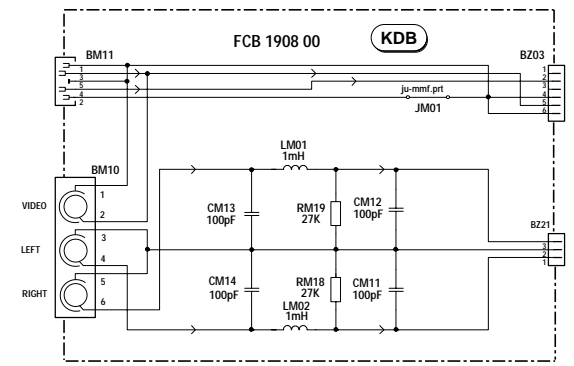 FCB 1908 00
KDB
BM11
1
3
5
4
2
BZ03
1
2
3
4
5
6
ju-mmf.prt
JM01
LM01
1mH
BM10
VIDEO
1
2
LEFT
3
4
RIGHT
5
6
CM13
100pF
RM19
27K
CM12
100pF
BZ21
3
2
1
CM14
100pF
RM18
27K
CM11
100pF
LM02
1mH